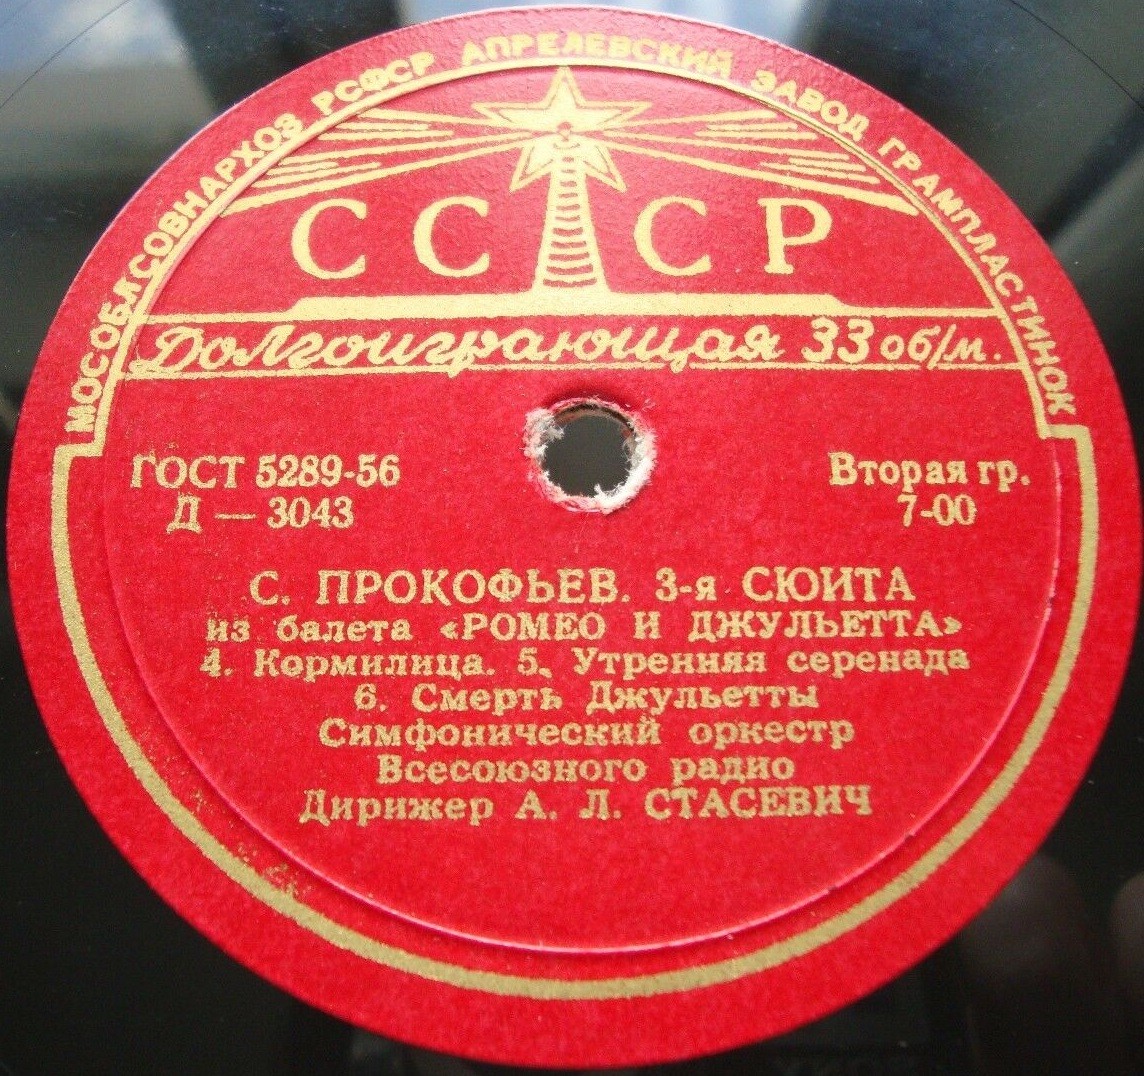 МОСОБЛСОВНАРХОЗ РСФСР АПРЕЛЕВСКИЙ ЗАВОД ГРАМПЛАСТИНОК
СССР
Долгоиграющая 33 об/м.
ГОСТ 5289-56
Д — 3043
Вторая гр.
7-00
С. ПРОКОФЬЕВ. 3-я СЮИТА
из балета «РОМЕО И ДЖУЛЬЕТТА»
4. Кормилица. 5. Утренняя серенада
6. Смерть Джульетты
Симфонический оркестр
Всесоюзного радио
Дирижер А. Л. СТАСЕВИЧ